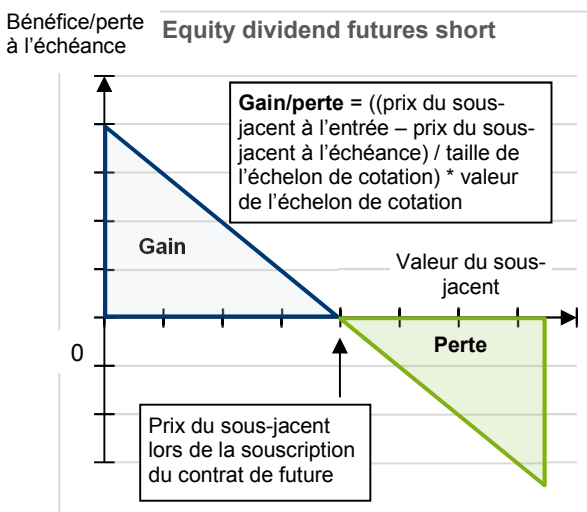 Bénéfice/perte
à l'échéance
Equity dividend futures short
Gain/perte = ((prix du sous-
jacent à l'entrée – prix du sous-
jacent à l'échéance) / taille de
l'échelon de cotation) * valeur
de l'échelon de cotation
Gain
Valeur du sous-
jacent
0
Perte
Prix du sous-jacent
lors de la souscription
du contrat de future